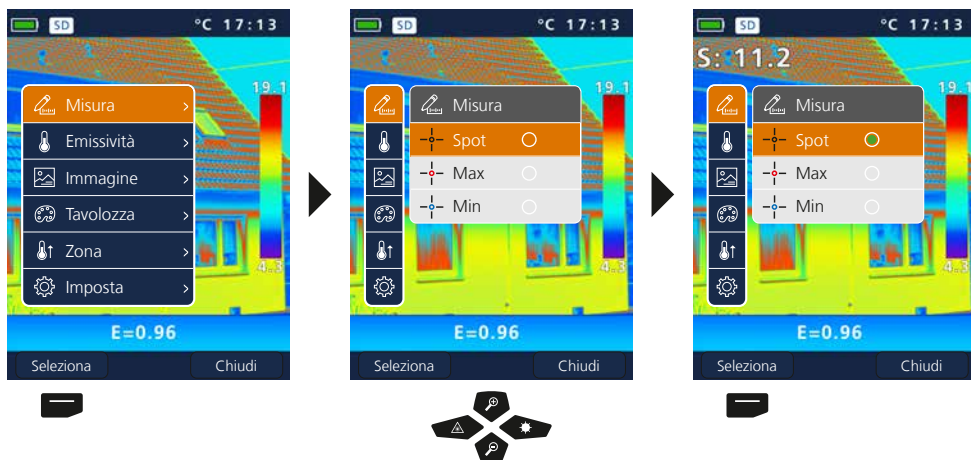 SD °C 17:13
19.1
Misura
Emissività
Immagine
Tavolozza
Zona
Imposta
4.3
E=0.96
Seleziona Chiudi
SD °C 17:13
19.1
Misura
Spot
Max
Min
4.3
E=0.96
Seleziona Chiudi
SD °C 17:13
S: 11.2
19.1
Misura
Spot
Max
Min
4.3
E=0.96
Seleziona Chiudi